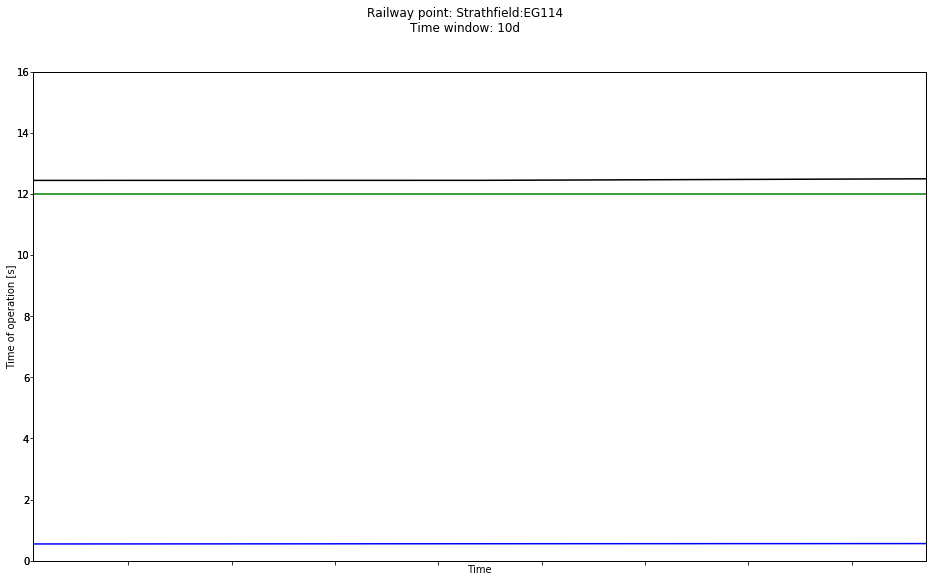 Railway point: Strathfield:EG114
Time window: 10d
16
14
12
10
8
6
4
2
0
Time of operation [s]
Time